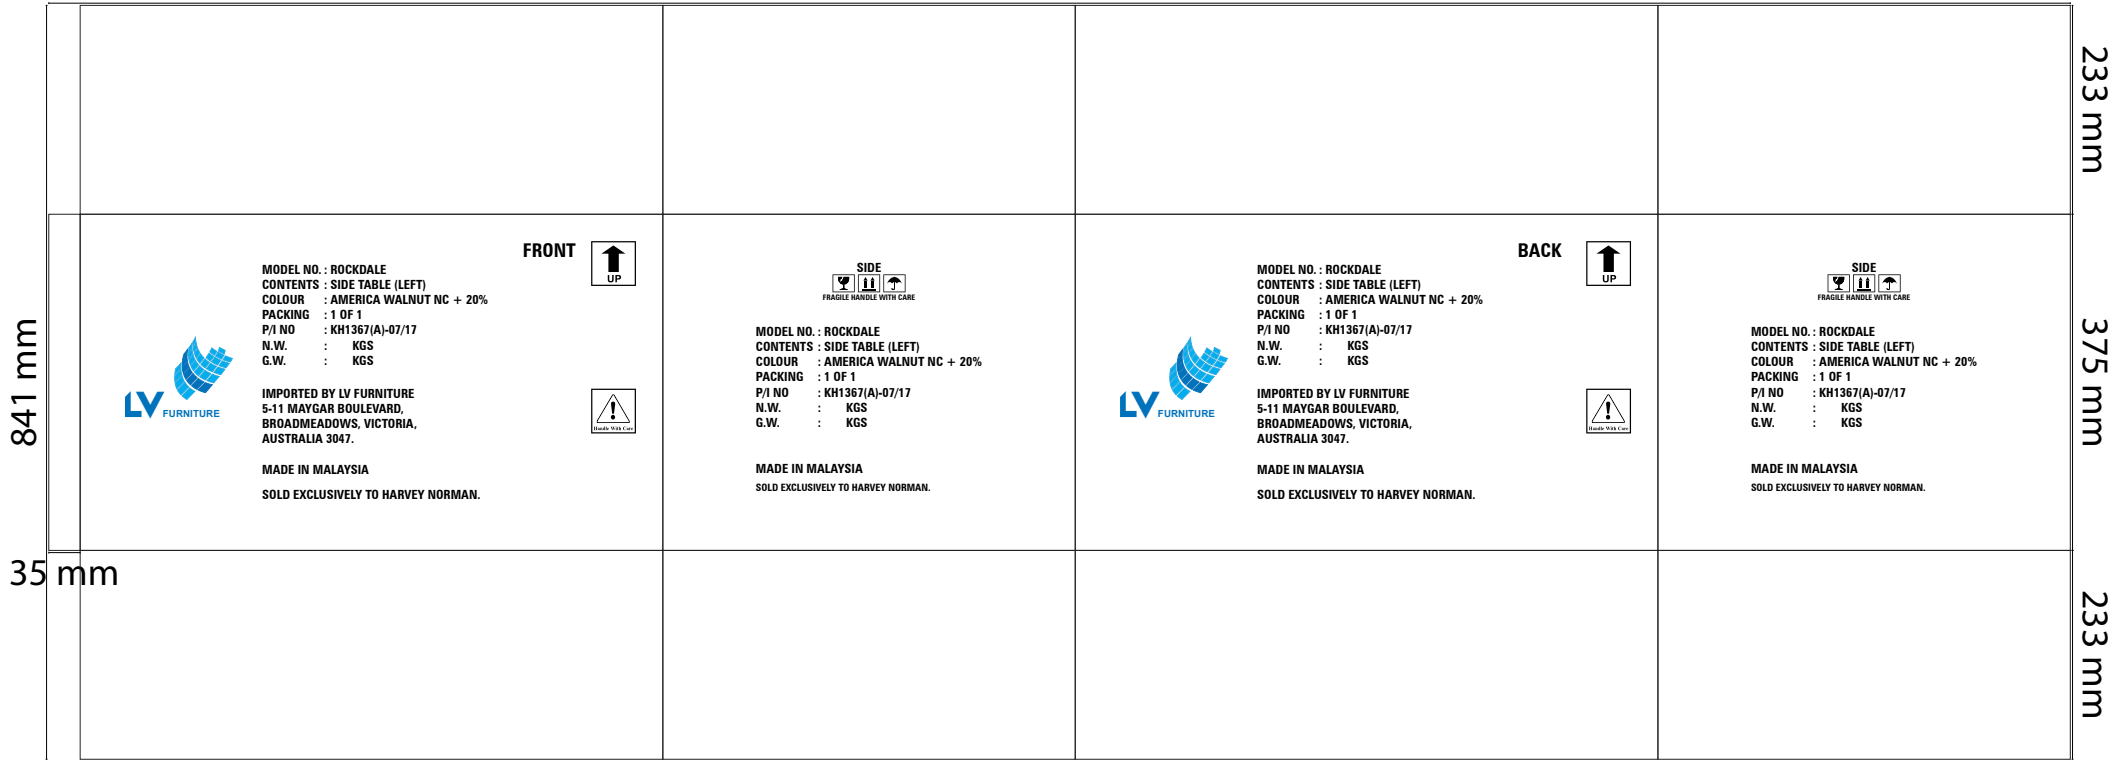 233 mm
841 mm
375 mm
35 mm
233 mm
FRONT
UP
MODEL NO. : ROCKDALE
CONTENTS : SIDE TABLE (LEFT)
COLOUR : AMERICA WALNUT NC + 20%
PACKING : 1 OF 1
P/I NO : KH1367(A)-07/17
N.W. : KGS
G.W. : KGS
LV FURNITURE
IMPORTED BY LV FURNITURE
5-11 MAYGAR BOULEVARD,
BROADMEADOWS, VICTORIA,
AUSTRALIA 3047.
Handle With Care
MADE IN MALAYSIA
SOLD EXCLUSIVELY TO HARVEY NORMAN.
SIDE
FRAGILE HANDLE WITH CARE
MODEL NO. : ROCKDALE
CONTENTS : SIDE TABLE (LEFT)
COLOUR : AMERICA WALNUT NC + 20%
PACKING : 1 OF 1
P/I NO : KH1367(A)-07/17
N.W. : KGS
G.W. : KGS
MADE IN MALAYSIA
SOLD EXCLUSIVELY TO HARVEY NORMAN.
BACK
UP
MODEL NO. : ROCKDALE
CONTENTS : SIDE TABLE (LEFT)
COLOUR : AMERICA WALNUT NC + 20%
PACKING : 1 OF 1
P/I NO : KH1367(A)-07/17
N.W. : KGS
G.W. : KGS
LV FURNITURE
IMPORTED BY LV FURNITURE
5-11 MAYGAR BOULEVARD,
BROADMEADOWS, VICTORIA,
AUSTRALIA 3047.
Handle With Care
MADE IN MALAYSIA
SOLD EXCLUSIVELY TO HARVEY NORMAN.
SIDE
FRAGILE HANDLE WITH CARE
MODEL NO. : ROCKDALE
CONTENTS : SIDE TABLE (LEFT)
COLOUR : AMERICA WALNUT NC + 20%
PACKING : 1 OF 1
P/I NO : KH1367(A)-07/17
N.W. : KGS
G.W. : KGS
MADE IN MALAYSIA
SOLD EXCLUSIVELY TO HARVEY NORMAN.